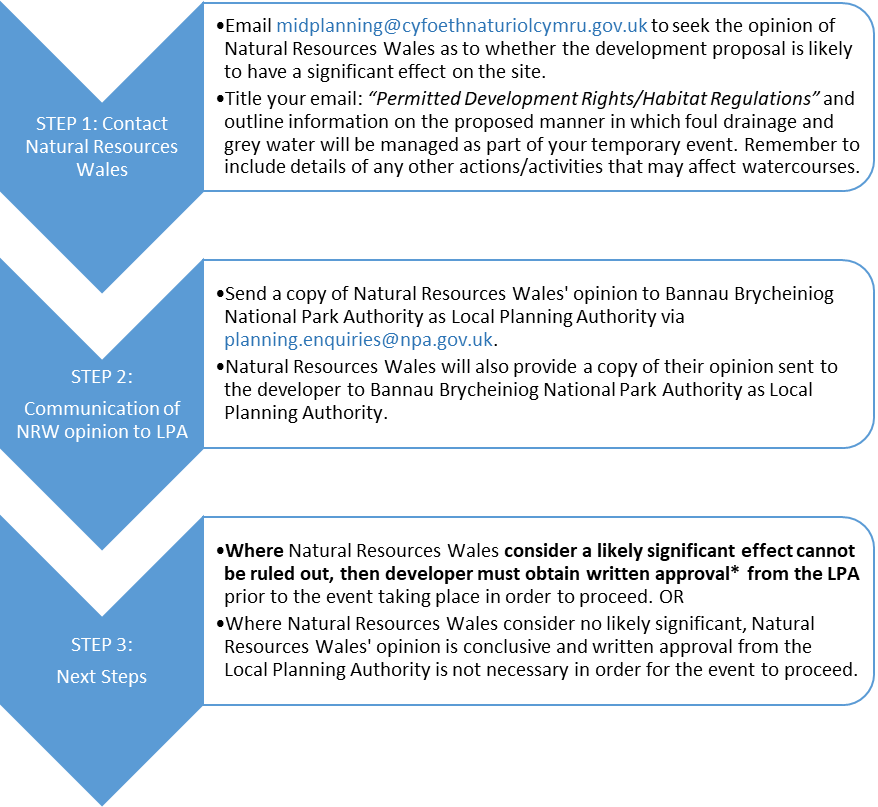 STEP 1: Contact
Natural Resources
Wales
•Email midplanning@cyfoethnaturiolcymru.gov.uk to seek the opinion of
Natural Resources Wales as to whether the development proposal is likely
to have a significant effect on the site.
•Title your email: “Permitted Development Rights/Habitat Regulations” and
outline information on the proposed manner in which foul drainage and
grey water will be managed as part of your temporary event. Remember to
include details of any other actions/activities that may affect watercourses.
STEP 2:
Communication of
NRW opinion to LPA
•Send a copy of Natural Resources Wales' opinion to Bannau Brycheiniog
National Park Authority as Local Planning Authority via
planning.enquiries@npa.gov.uk.
•Natural Resources Wales will also provide a copy of their opinion sent to
the developer to Bannau Brycheiniog National Park Authority as Local
Planning Authority.
STEP 3:
Next Steps
•Where Natural Resources Wales consider a likely significant effect cannot
be ruled out, then developer must obtain written approval* from the LPA
prior to the event taking place in order to proceed. OR
•Where Natural Resources Wales consider no likely significant, Natural
Resources Wales' opinion is conclusive and written approval from the
Local Planning Authority is not necessary in order for the event to proceed.